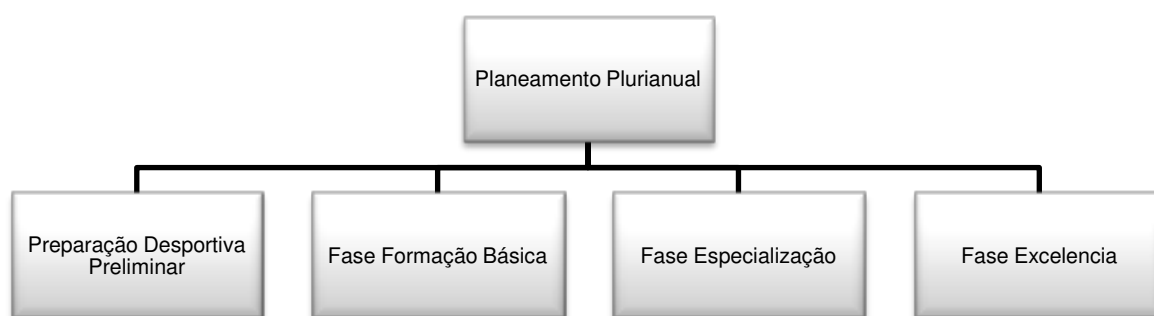 Planeamento Plurianual
Preparação Desportiva
Preliminar
Fase Formação Básica
Fase Especialização
Fase Excelencia